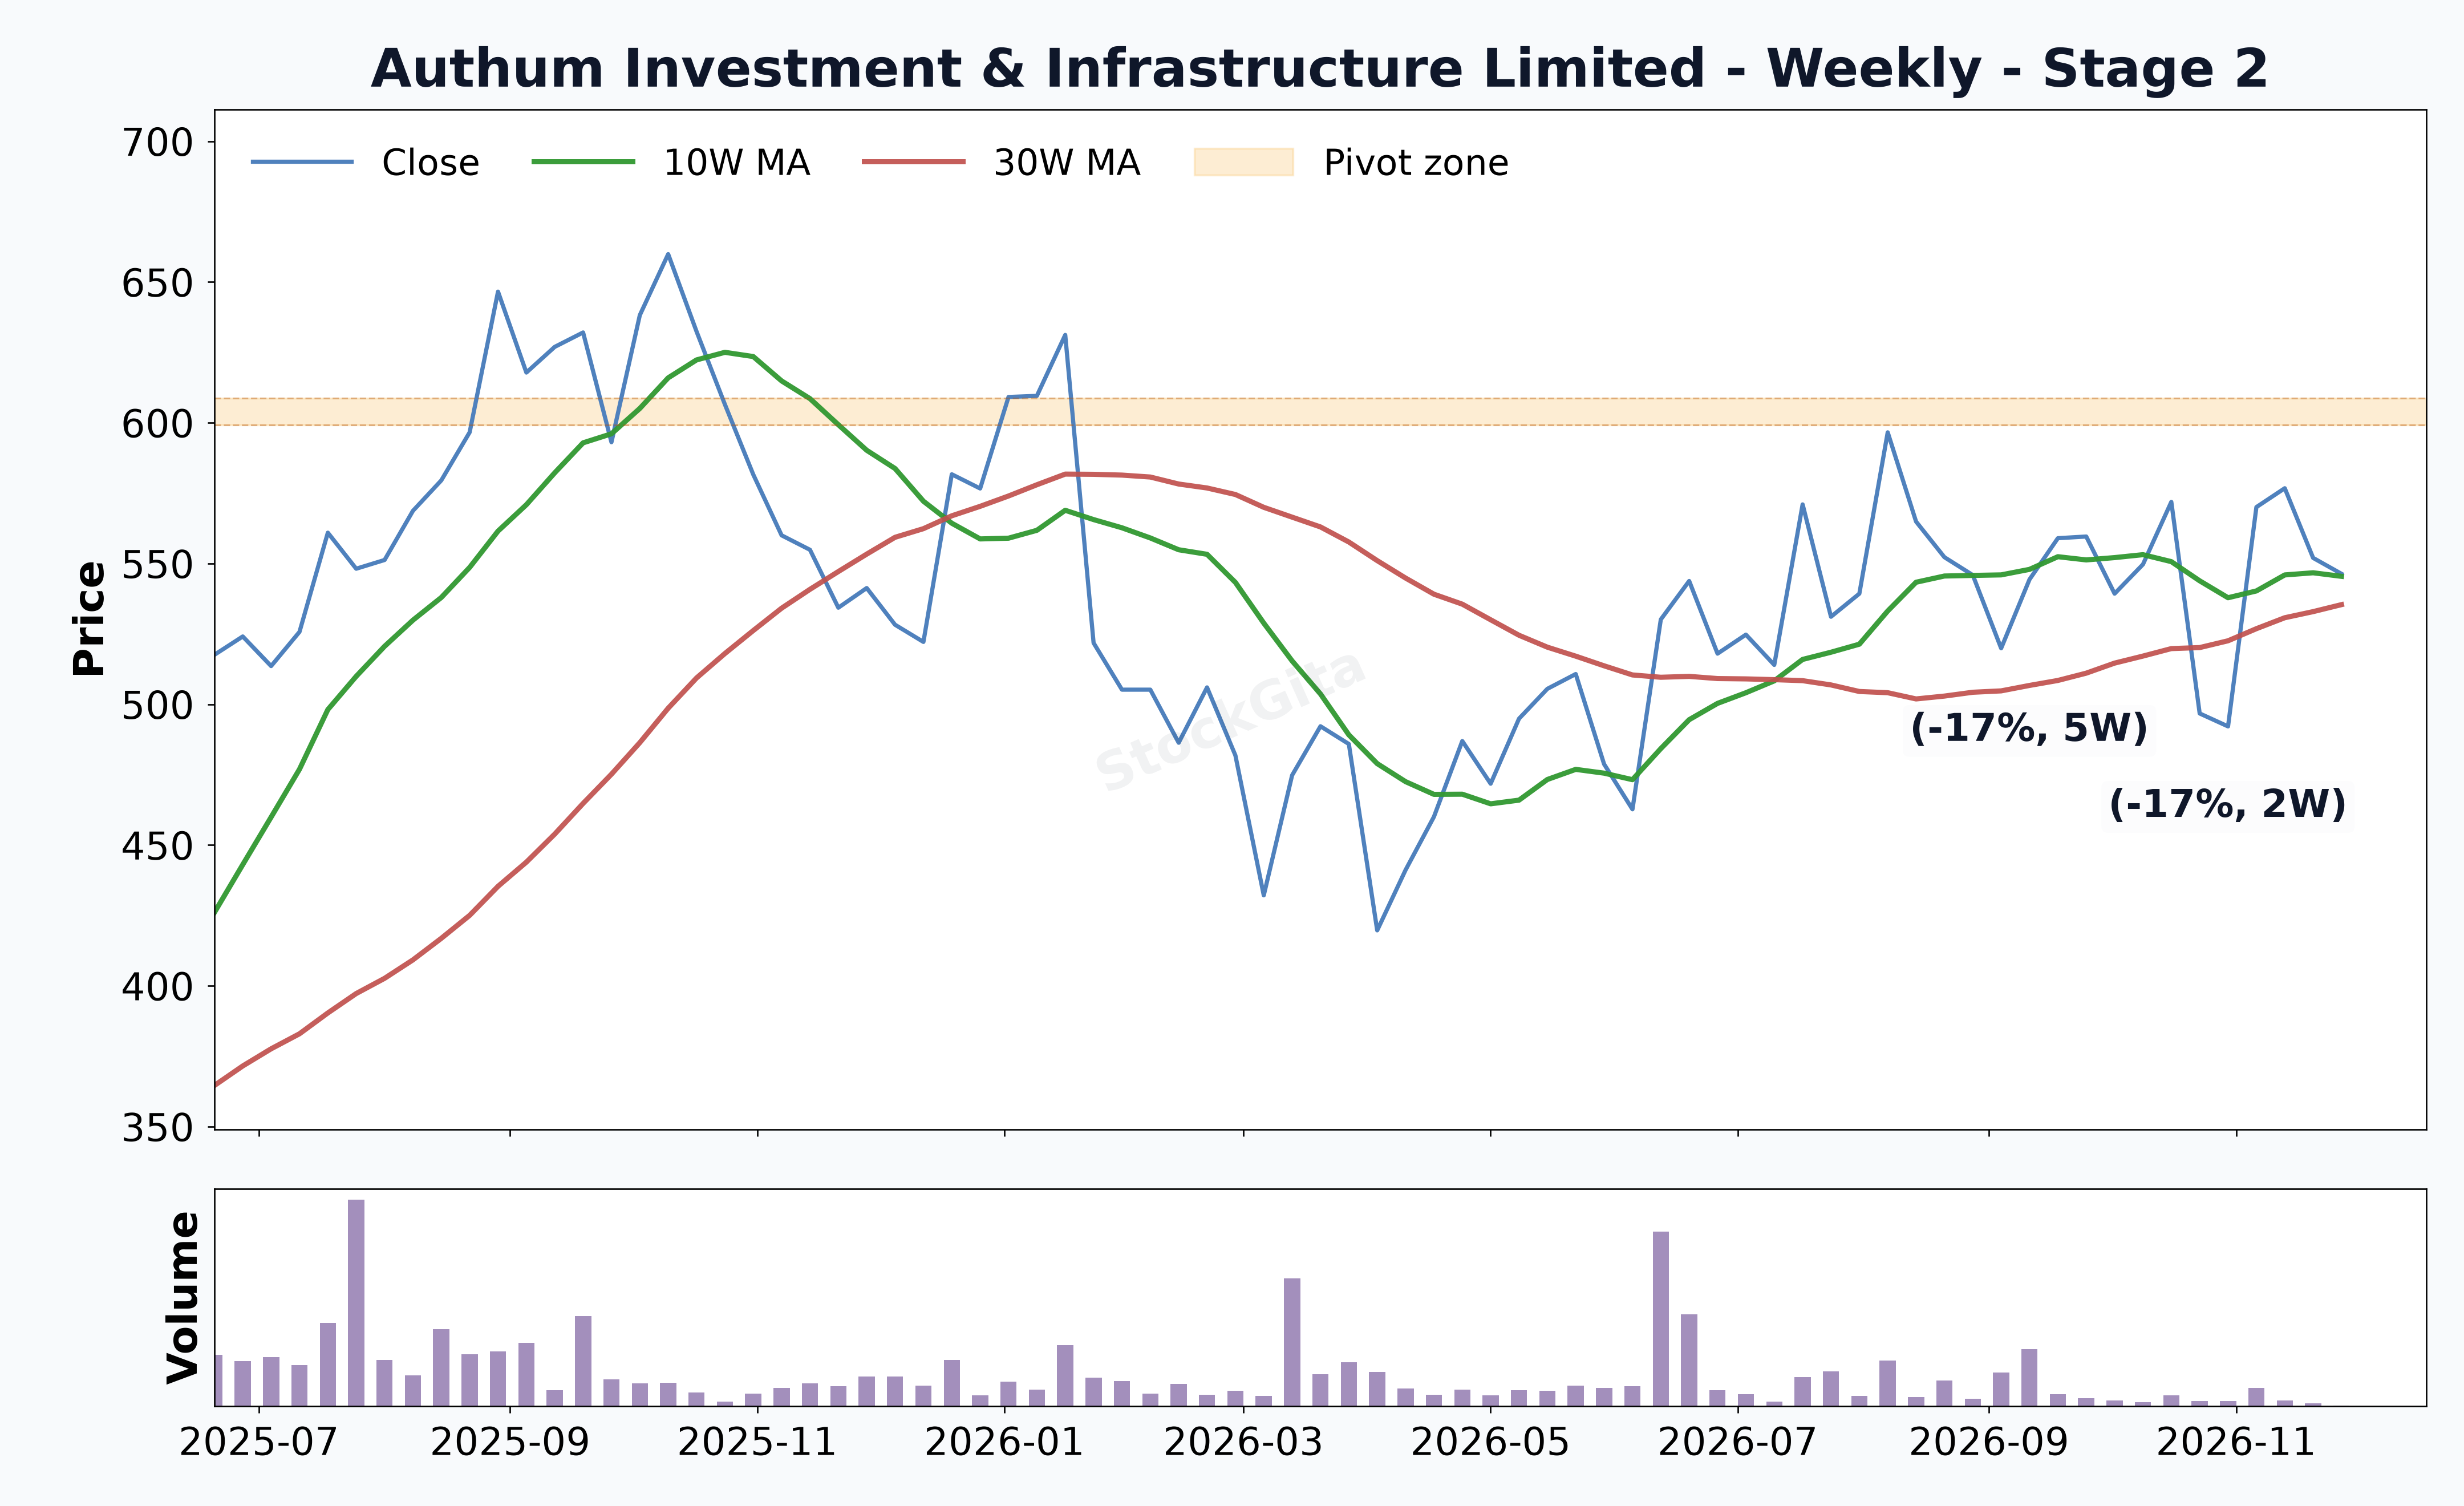 Authum Investment & Infrastructure Limited - Weekly - Stage 2
Close 10W MA 30W MA Pivot zone
700
650
600
550
500
450
400
350
Price
StockGita
(-17%, 5W)
(-17%, 2W)
Volume
2025-07 2025-09 2025-11 2026-01 2026-03 2026-05 2026-07 2026-09 2026-11